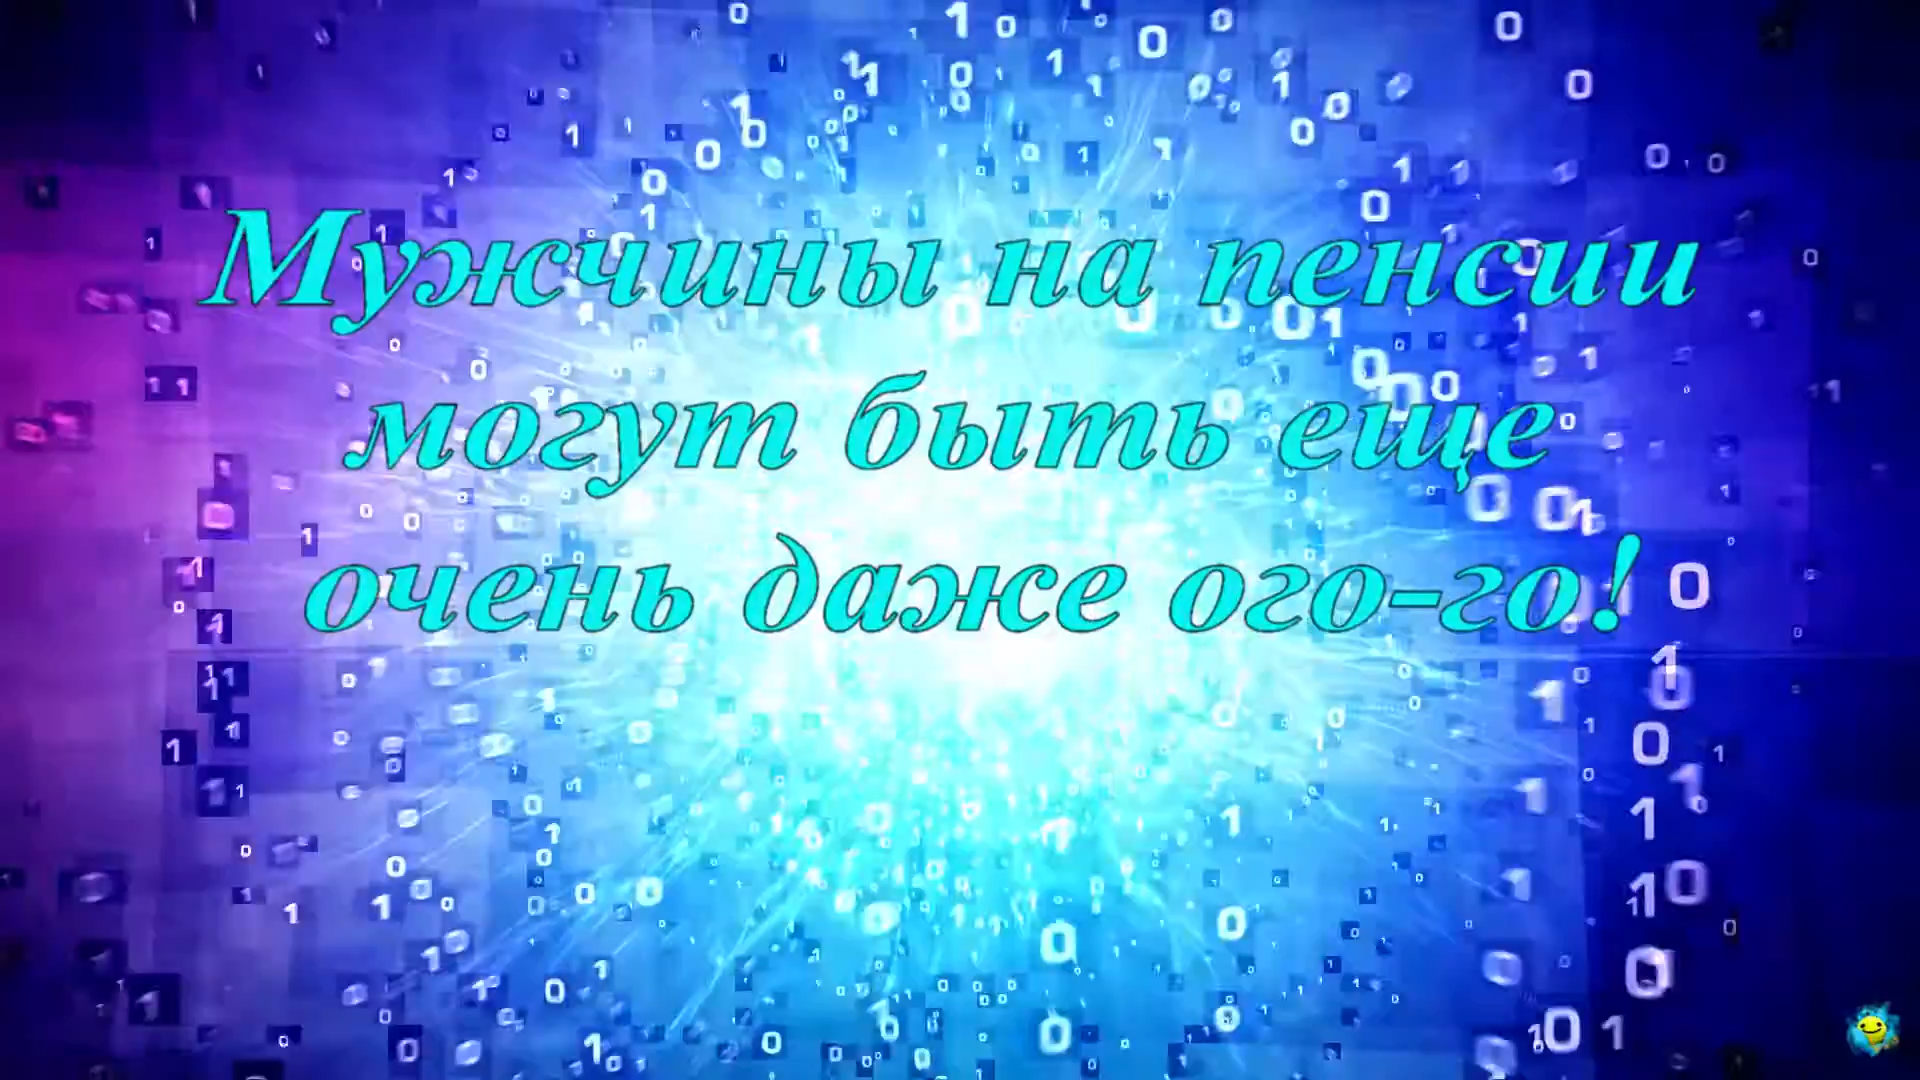 Мужчины на пенсии
могут быть еще
очень даже ого-го!